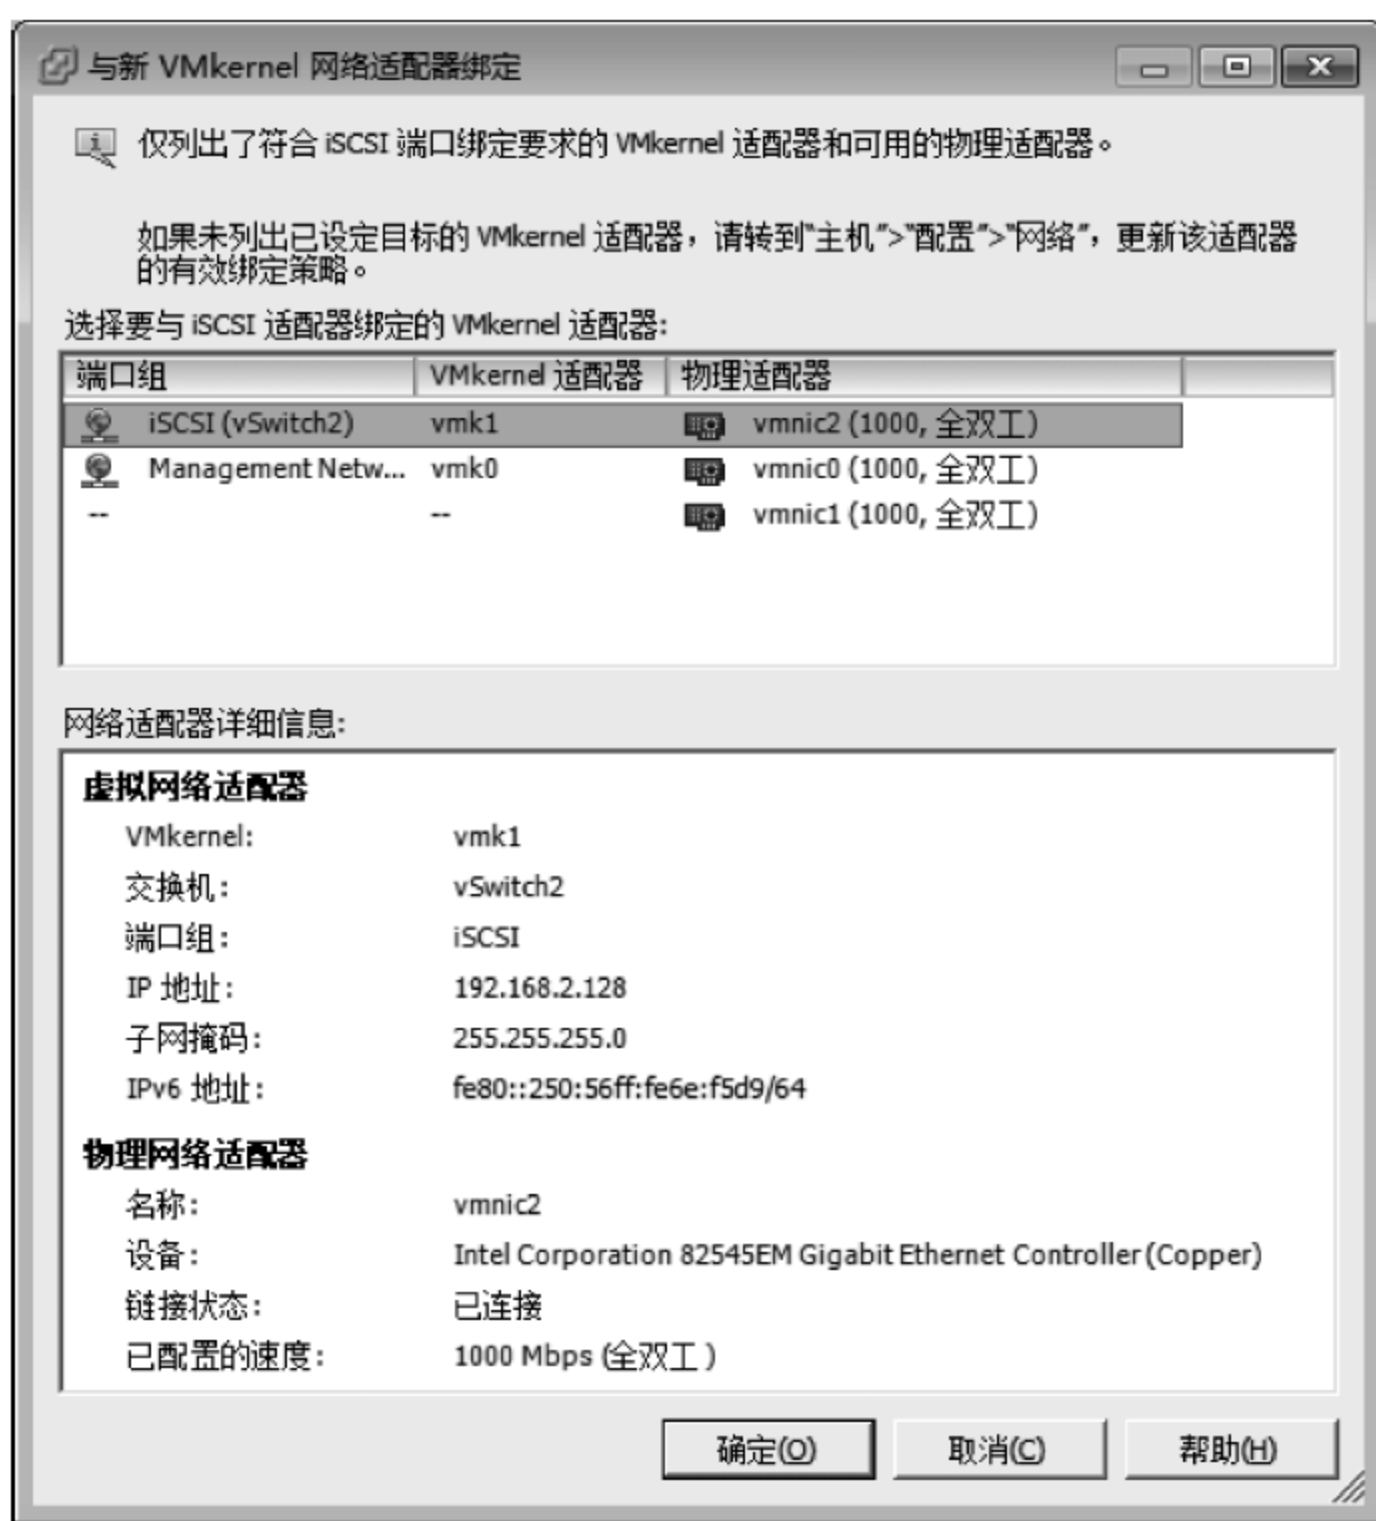 与新 VMkernel 网络适配器绑定
仅列出了符合 iSCSI 端口绑定要求的 VMkernel 适配器和可用的物理适配器。
如果未列出已设定目标的 VMkernel 适配器，请转到“主机”>“配置”>“网络”，更新该适配器
的有效绑定策略。
选择要与 iSCSI 适配器绑定的 VMkernel 适配器:
端口组 VMkernel 适配器 物理适配器
iSCSI (vSwitch2) vmk1 vmnic2 (1000, 全双工)
Management Netw... vmk0 vmnic0 (1000, 全双工)
-- -- vmnic1 (1000, 全双工)
网络适配器详细信息:
虚拟网络适配器
VMkernel: vmk1
交换机: vSwitch2
端口组: iSCSI
IP 地址: 192.168.2.128
子网掩码: 255.255.255.0
IPv6 地址: fe80::250:56ff:fe6e:f5d9/64
物理网络适配器
名称: vmnic2
设备: Intel Corporation 82545EM Gigabit Ethernet Controller (Copper)
链接状态: 已连接
已配置的速度: 1000 Mbps (全双工)
确定(O) 取消(C) 帮助(H)